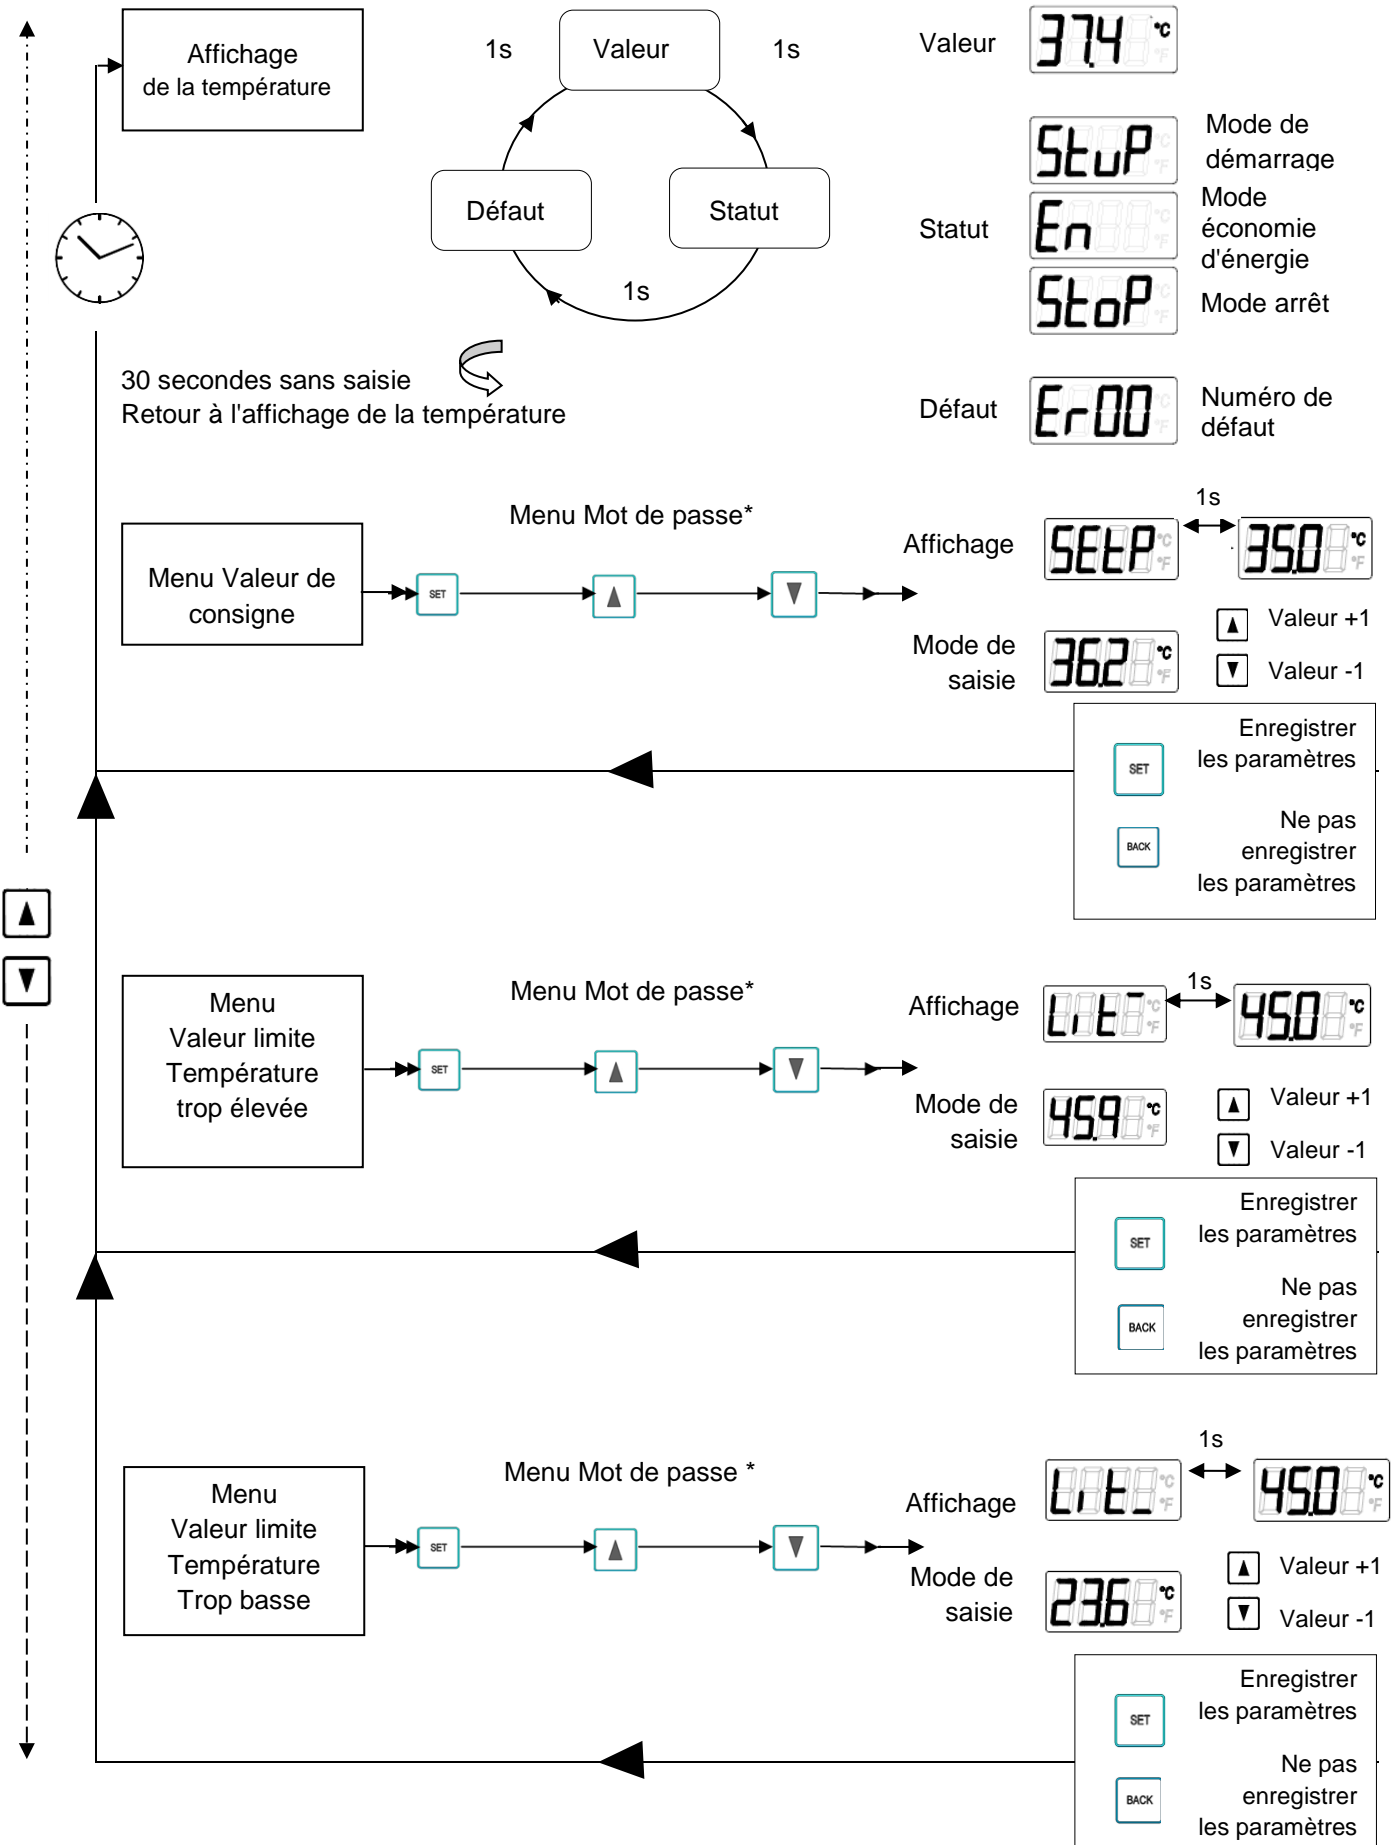 Affichage
de la température
1s
Valeur
1s
Défaut
Statut
1s
Valeur
37.4 °C
°F
Statut
StuP °C
°F
Mode de
démarrage
En °C
°F
Mode
économie
d'énergie
StoP °C
°F
Mode arrêt
Défaut
Er00 °C
°F
Numéro de
défaut
30 secondes sans saisie
Retour à l'affichage de la température
Menu Valeur de
consigne
Menu Mot de passe*
SET
Affichage
SEtP °C
°F
1s
35.0 °C
°F
Mode de
saisie
36.2 °C
°F
Valeur +1
Valeur -1
SET
Enregistrer
les paramètres
BACK
Ne pas
enregistrer
les paramètres
Menu
Valeur limite
Température
trop élevée
Menu Mot de passe*
SET
Affichage
Lit¯ °C
°F
1s
45.0 °C
°F
Mode de
saisie
45.9 °C
°F
Valeur +1
Valeur -1
SET
Enregistrer
les paramètres
BACK
Ne pas
enregistrer
les paramètres
Menu
Valeur limite
Température
Trop basse
Menu Mot de passe *
SET
Affichage
Lit_ °C
°F
1s
45.0 °C
°F
Mode de
saisie
23.6 °C
°F
Valeur +1
Valeur -1
SET
Enregistrer
les paramètres
BACK
Ne pas
enregistrer
les paramètres